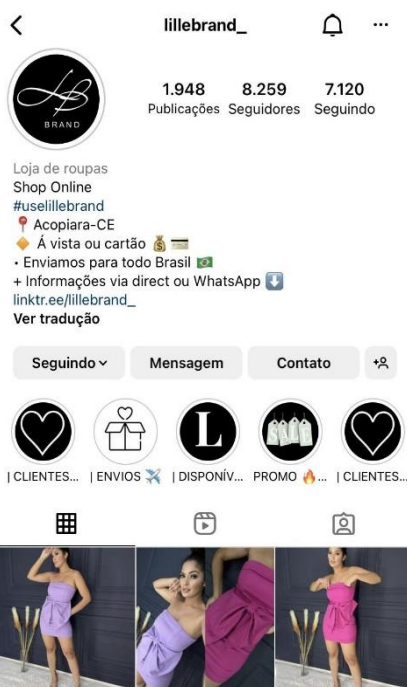 lillebrand_
LB
BRAND
1.948 8.259 7.120
Publicações Seguidores Seguindo
Loja de roupas
Shop Online
#uselillebrand
📍 Acopiara-CE
🔸 Á vista ou cartão 💰 💳
• Enviamos para todo Brasil 🇧🇷
+ Informações via direct ou WhatsApp ⬇️
linktr.ee/lillebrand_
Ver tradução
Seguindo Mensagem Contato
L
SALE
| CLIENTES... | ENVIOS ✈️ | DISPONÍV... PROMO 🔥... | CLIENTES...